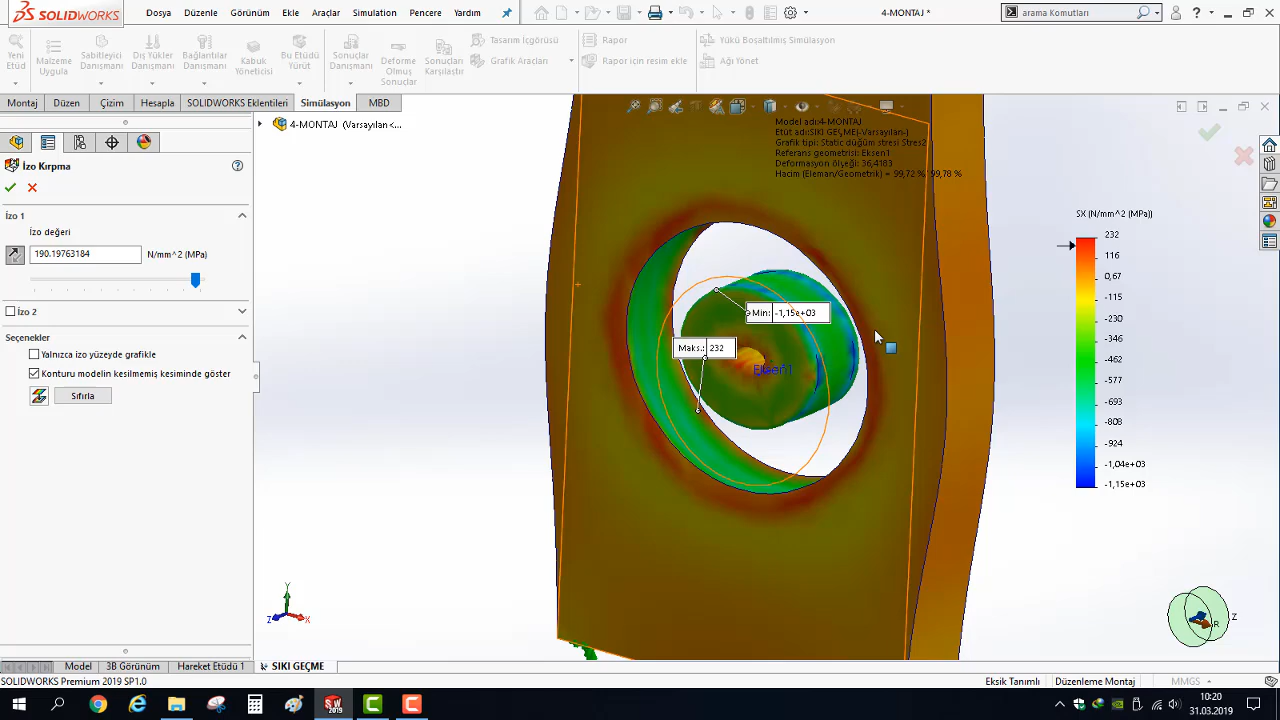 SOLIDWORKS
Dosya Düzenle Görünüm Ekle Araçlar Simulation Pencere Yardım
4-MONTAJ *
arama Komutları
Yeni Etüd
Malzeme Uygula
Sabitleyici Danışmanı
Dış Yükler Danışmanı
Bağlantılar Danışmanı
Kabuk Yöneticisi
Bu Etüdü Yürüt
Sonuçlar Danışmanı
Deforme Olmuş Sonuçlar
Sonuçları Karşılaştır
Tasarım İçgörüsü
Grafik Araçları
Rapor
Rapor için resim ekle
Yükü Boşaltılmış Simülasyon
Ağı Yönet
Montaj Düzen Çizim Hesapla SOLIDWORKS Eklentileri Simülasyon MBD
4-MONTAJ (Varsayılan <...
İzo Kırpma
İzo 1
İzo değeri
190.19763184 N/mm^2 (MPa)
İzo 2
Seçenekler
Yalnızca izo yüzeyde grafikle
Konturu modelin kesilmemiş kesiminde göster
Sıfırla
Model adı:4-MONTAJ
Etüt adı:SIKI GEÇME(-Varsayılan-)
Grafik tipi: Static düğüm stresi Stres2
Referans geometrisi: Eksen1
Deformasyon ölçeği: 36,4183
Hacim (Eleman/Geometrik) = 99,72 % 99,78 %
Min: -1,15e+03
Maks.: 232
Eksen1
SX (N/mm^2 (MPa))
232
116
0,67
-115
-230
-346
-461
-577
-693
-808
-924
-1,04e+03
-1,15e+03
Y
Z
X
R
Z
Model 3B Görünüm Hareket Etüdü 1 SIKI GEÇME
SOLIDWORKS Premium 2019 SP1.0
Eksik Tanımlı Düzenleme Montaj MMGS
SW
2019
10:20
31.03.2019